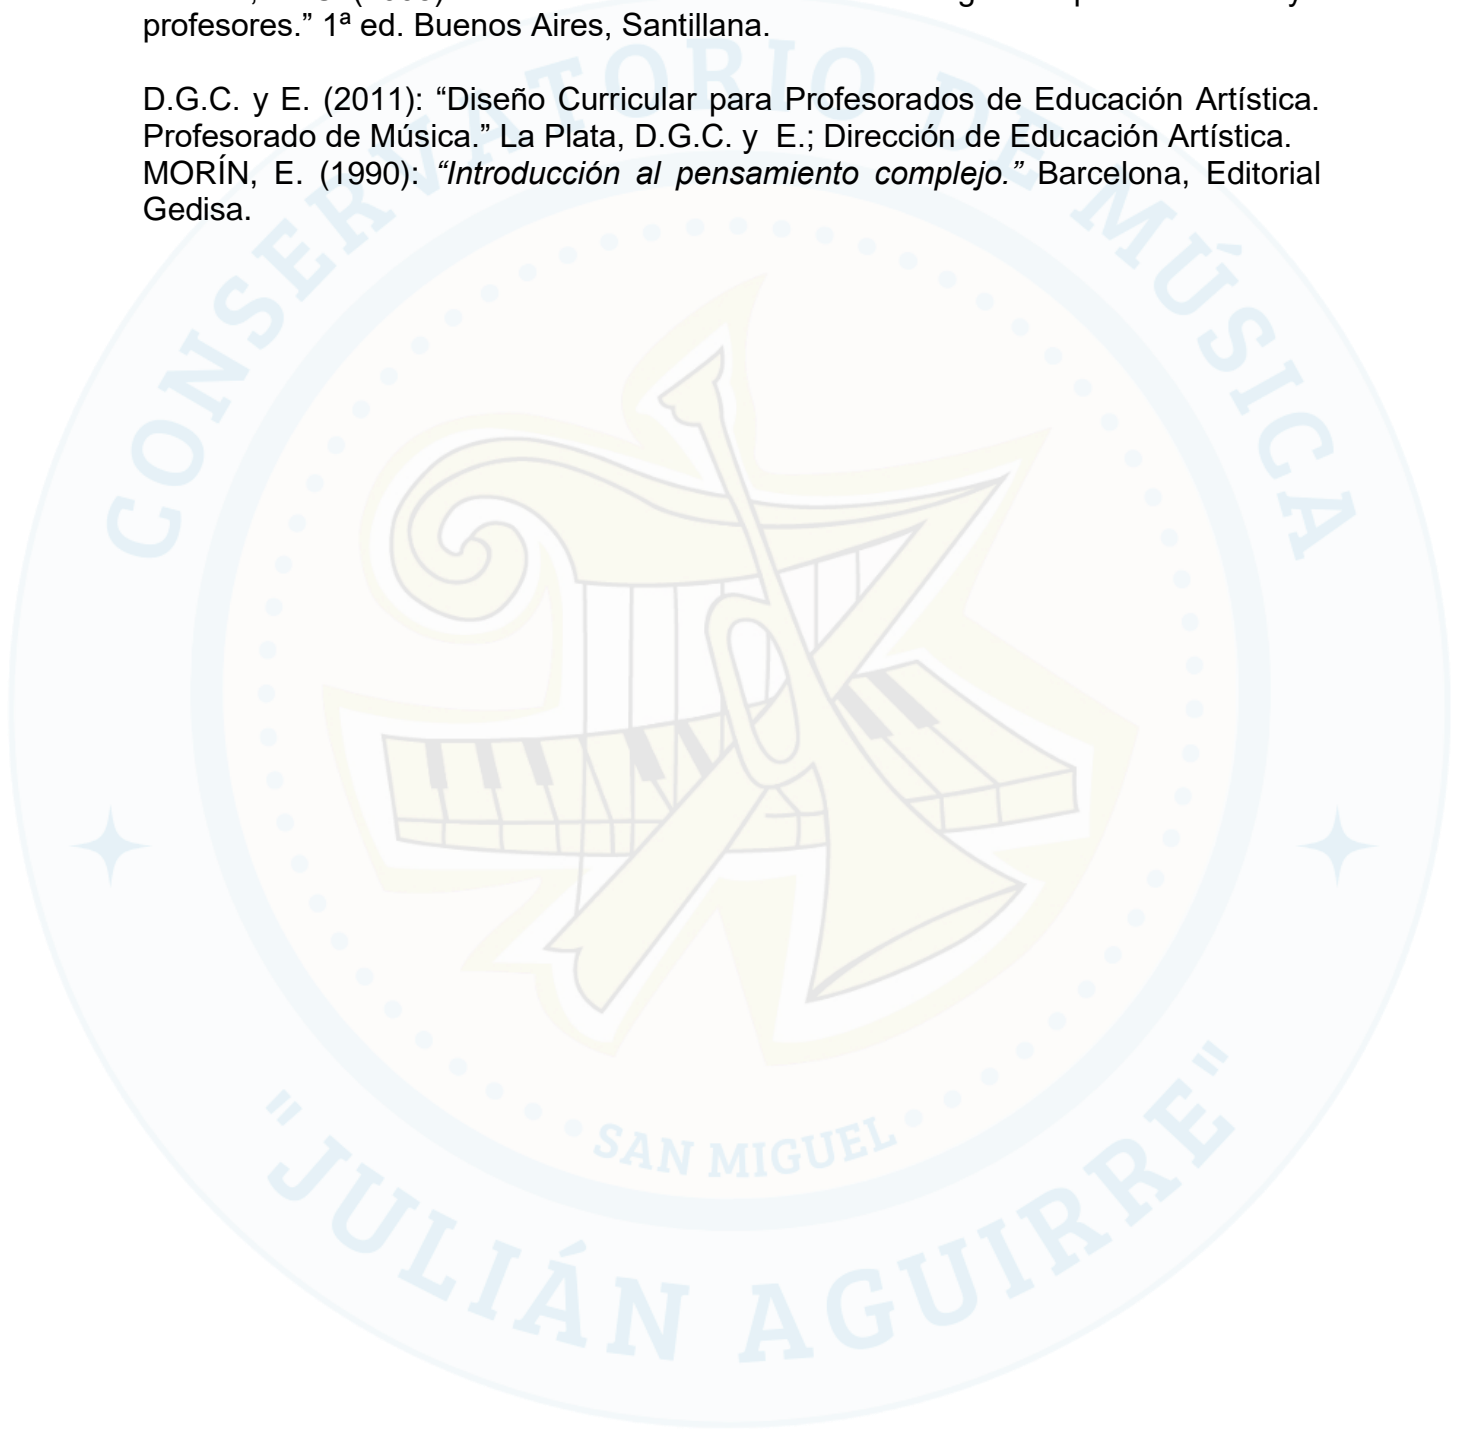 profesores.” 1ª ed. Buenos Aires, Santillana.
D.G.C. y E. (2011): “Diseño Curricular para Profesorados de Educación Artística.
Profesorado de Música.” La Plata, D.G.C. y  E.; Dirección de Educación Artística.
MORÍN, E. (1990): “Introducción al pensamiento complejo.” Barcelona, Editorial
Gedisa.
CONSERVATORIO DE MÚSICA
SAN MIGUEL
"JULIÁN AGUIRRE"